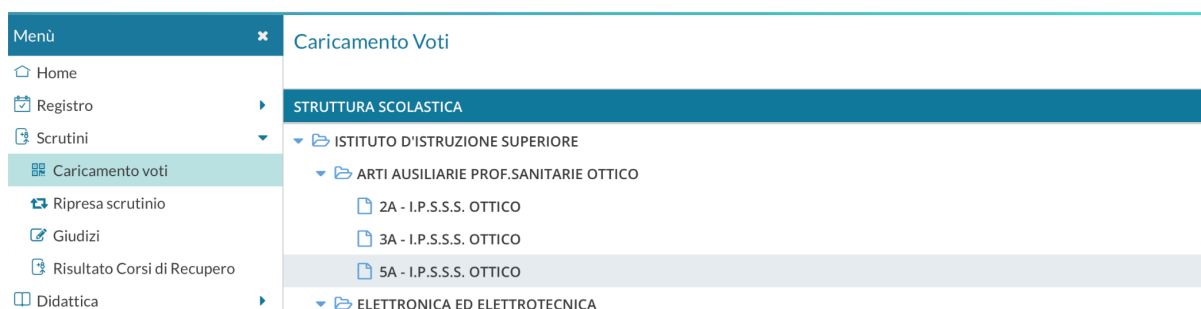 Menù
Home
Registro
Scrutini
Caricamento voti
Ripresa scrutinio
Giudizi
Risultato Corsi di Recupero
Didattica
Caricamento Voti
STRUTTURA SCOLASTICA
ISTITUTO D'ISTRUZIONE SUPERIORE
ARTI AUSILIARIE PROF.SANITARIE OTTICO
2A - I.P.S.S.S. OTTICO
3A - I.P.S.S.S. OTTICO
5A - I.P.S.S.S. OTTICO
ELETTRONICA ED ELETTROTECNICA